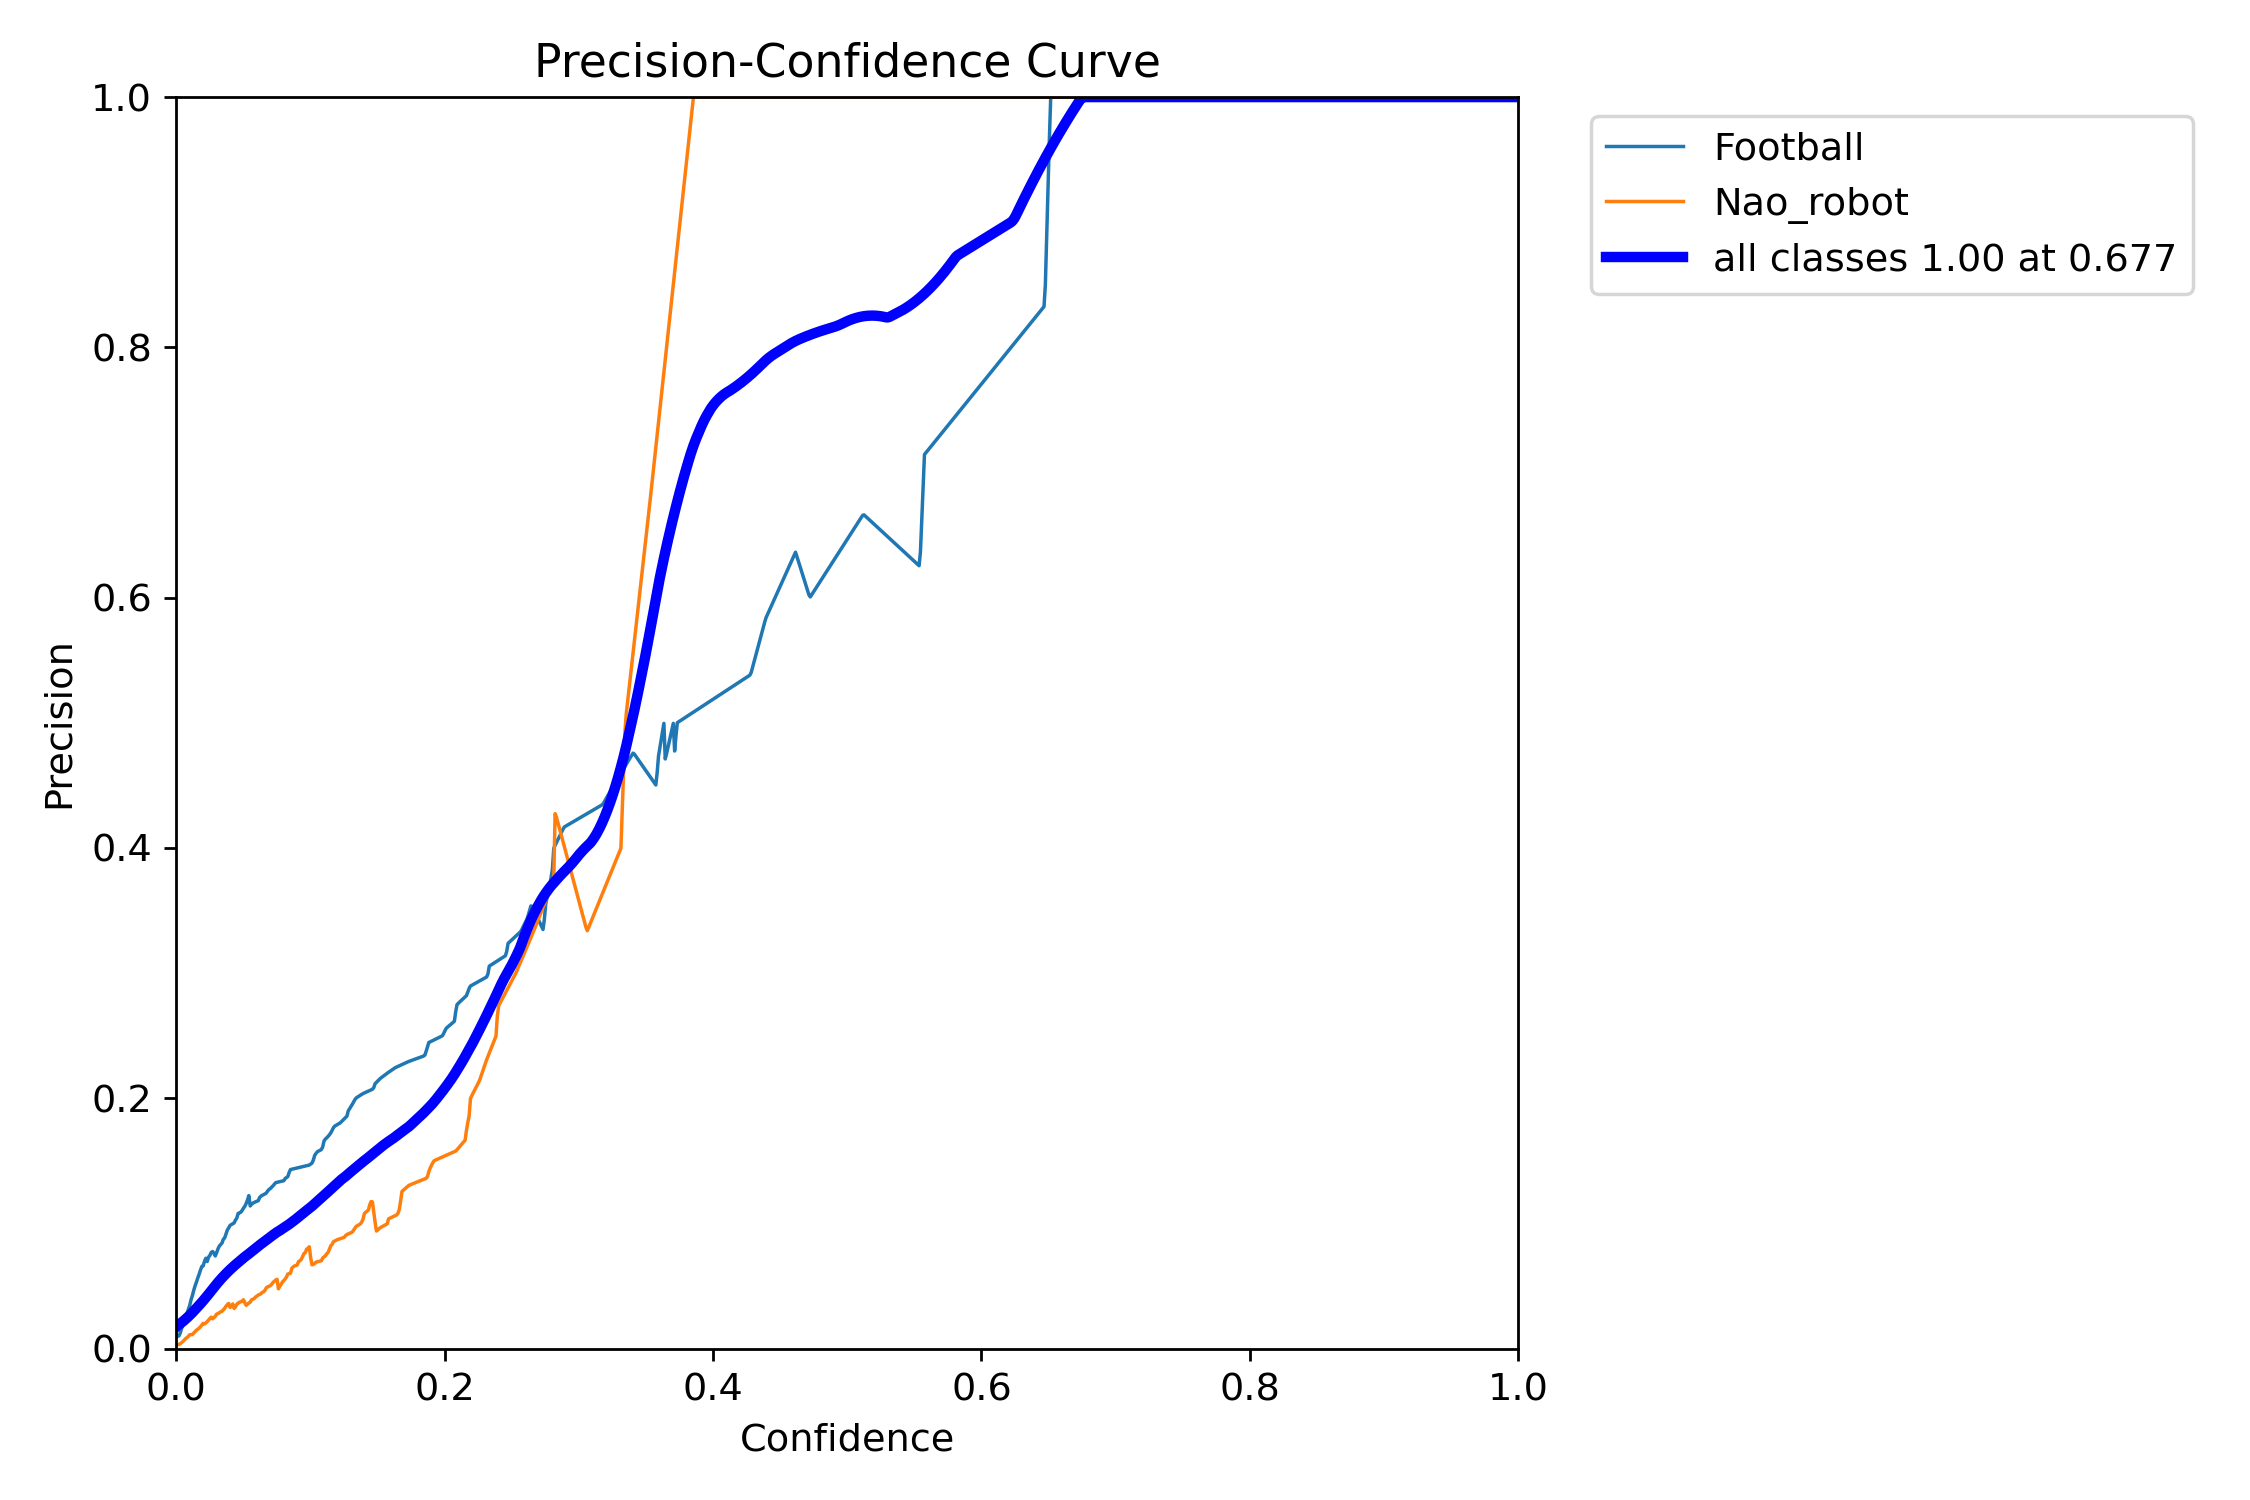 Precision-Confidence Curve
1.0
0.8
0.6
0.4
0.2
0.0
Precision
0.0 0.2 0.4 0.6 0.8 1.0
Confidence
Football
Nao_robot
all classes 1.00 at 0.677